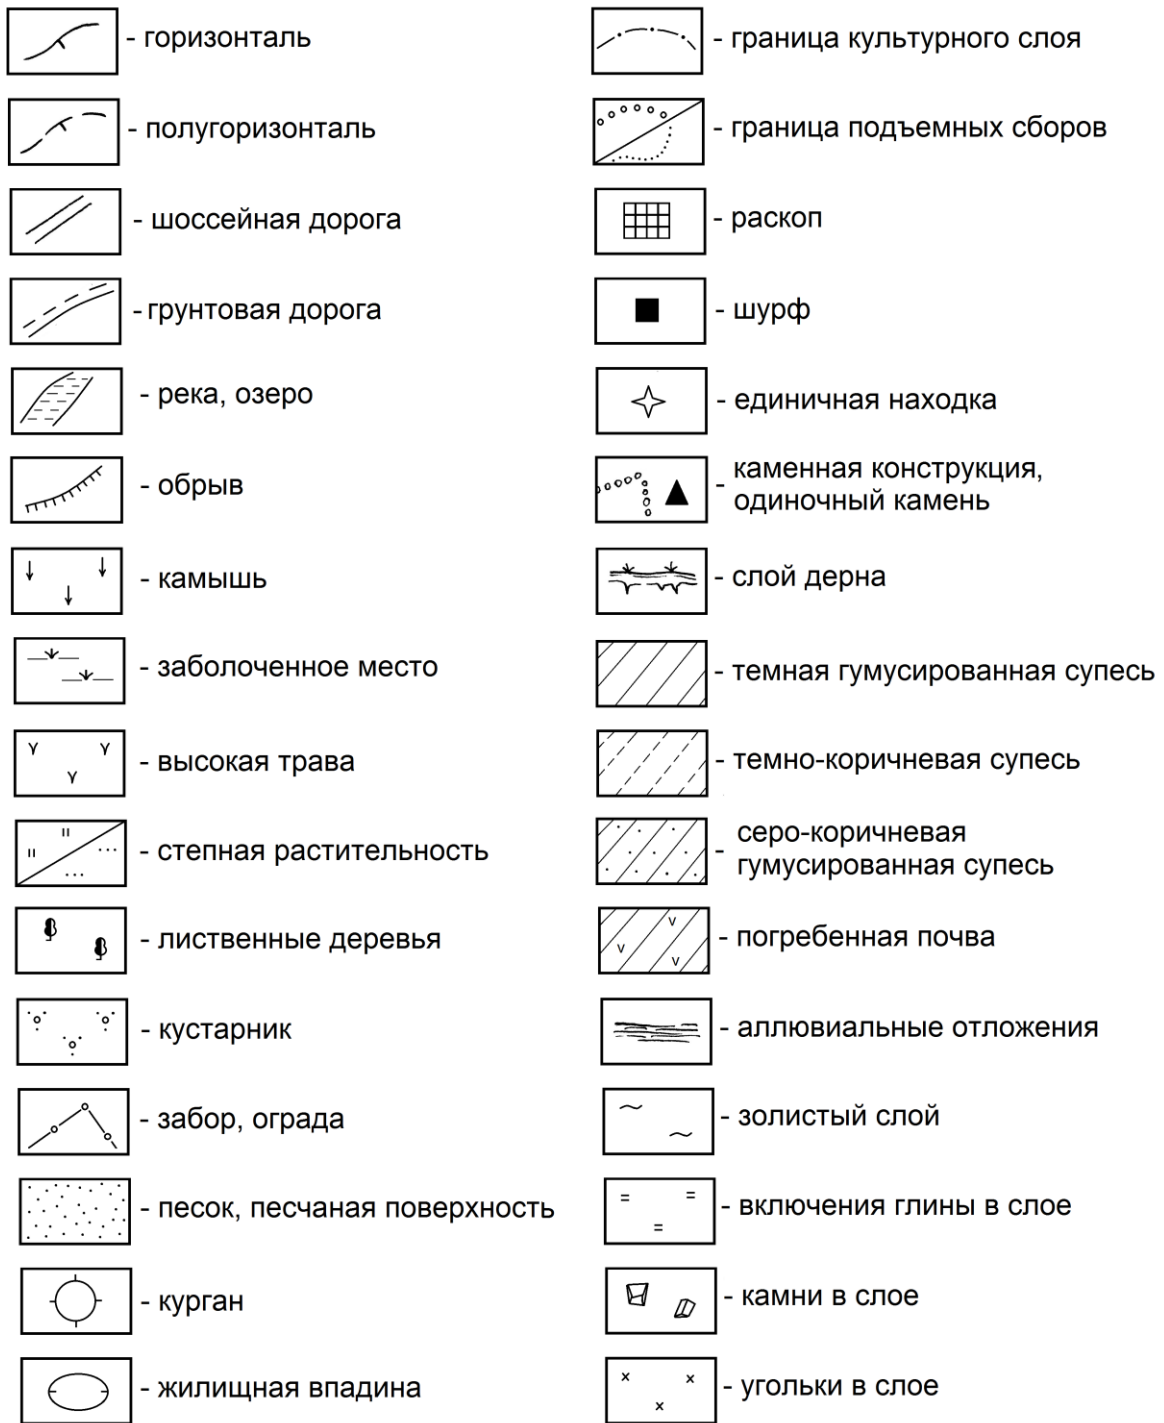 - горизонталь
- полугоризонталь
- шоссейная дорога
- грунтовая дорога
- река, озеро
- обрыв
- камышь
- заболоченное место
- высокая трава
- степная растительность
- лиственные деревья
- кустарник
- забор, ограда
- песок, песчаная поверхность
- курган
- жилищная впадина
- граница культурного слоя
- граница подъемных сборов
- раскоп
- шурф
- единичная находка
- каменная конструкция,
одиночный камень
- слой дерна
- темная гумусированная супесь
- темно-коричневая супесь
- серо-коричневая
гумусированная супесь
- погребенная почва
- аллювиальные отложения
- золистый слой
- включения глины в слое
- камни в слое
- угольки в слое